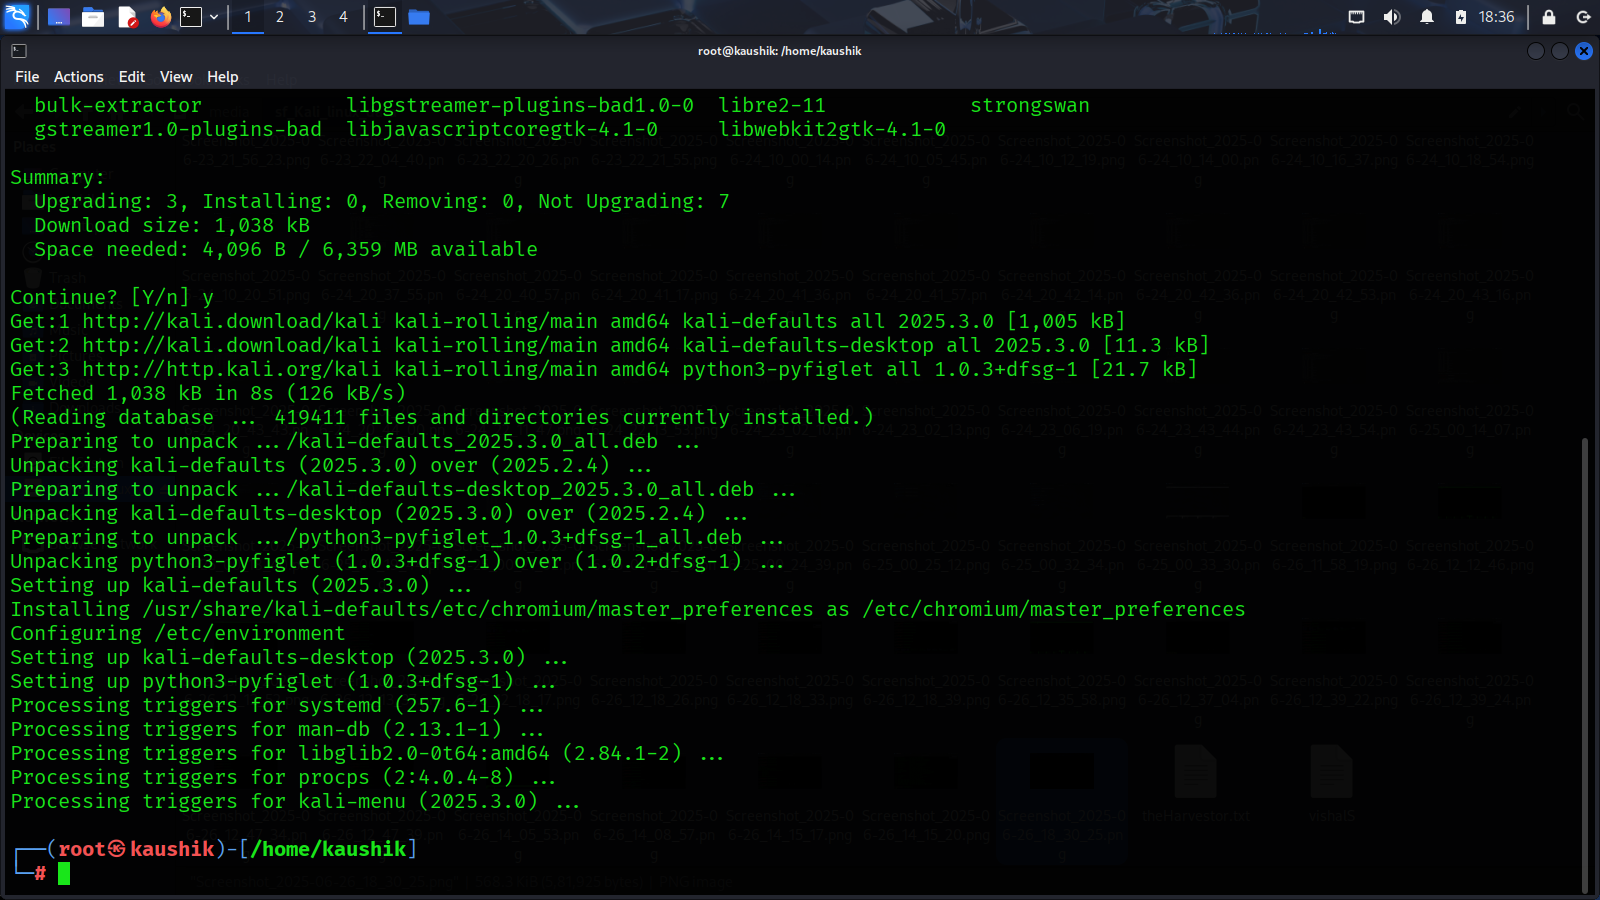 1 2 3 4
18:36
root@kaushik: /home/kaushik
File Actions Edit View Help
bulk-extractor libgstreamer-plugins-bad1.0-0 libre2-11 strongswan
gstreamer1.0-plugins-bad libjavascriptcoregtk-4.1-0 libwebkit2gtk-4.1-0
Summary:
Upgrading: 3, Installing: 0, Removing: 0, Not Upgrading: 7
Download size: 1,038 kB
Space needed: 4,096 B / 6,359 MB available
Continue? [Y/n] y
Get:1 http://kali.download/kali kali-rolling/main amd64 kali-defaults all 2025.3.0 [1,005 kB]
Get:2 http://kali.download/kali kali-rolling/main amd64 kali-defaults-desktop all 2025.3.0 [11.3 kB]
Get:3 http://http.kali.org/kali kali-rolling/main amd64 python3-pyfiglet all 1.0.3+dfsg-1 [21.7 kB]
Fetched 1,038 kB in 8s (126 kB/s)
(Reading database ... 419411 files and directories currently installed.)
Preparing to unpack .../kali-defaults_2025.3.0_all.deb ...
Unpacking kali-defaults (2025.3.0) over (2025.2.4) ...
Preparing to unpack .../kali-defaults-desktop_2025.3.0_all.deb ...
Unpacking kali-defaults-desktop (2025.3.0) over (2025.2.4) ...
Preparing to unpack .../python3-pyfiglet_1.0.3+dfsg-1_all.deb ...
Unpacking python3-pyfiglet (1.0.3+dfsg-1) over (1.0.2+dfsg-1) ...
Setting up kali-defaults (2025.3.0) ...
Installing /usr/share/kali-defaults/etc/chromium/master_preferences as /etc/chromium/master_preferences
Configuring /etc/environment
Setting up kali-defaults-desktop (2025.3.0) ...
Setting up python3-pyfiglet (1.0.3+dfsg-1) ...
Processing triggers for systemd (257.6-1) ...
Processing triggers for man-db (2.13.1-1) ...
Processing triggers for libglib2.0-0t64:amd64 (2.84.1-2) ...
Processing triggers for procps (2:4.0.4-8) ...
Processing triggers for kali-menu (2025.3.0) ...
┌──(root㉿kaushik)-[/home/kaushik]
└─#